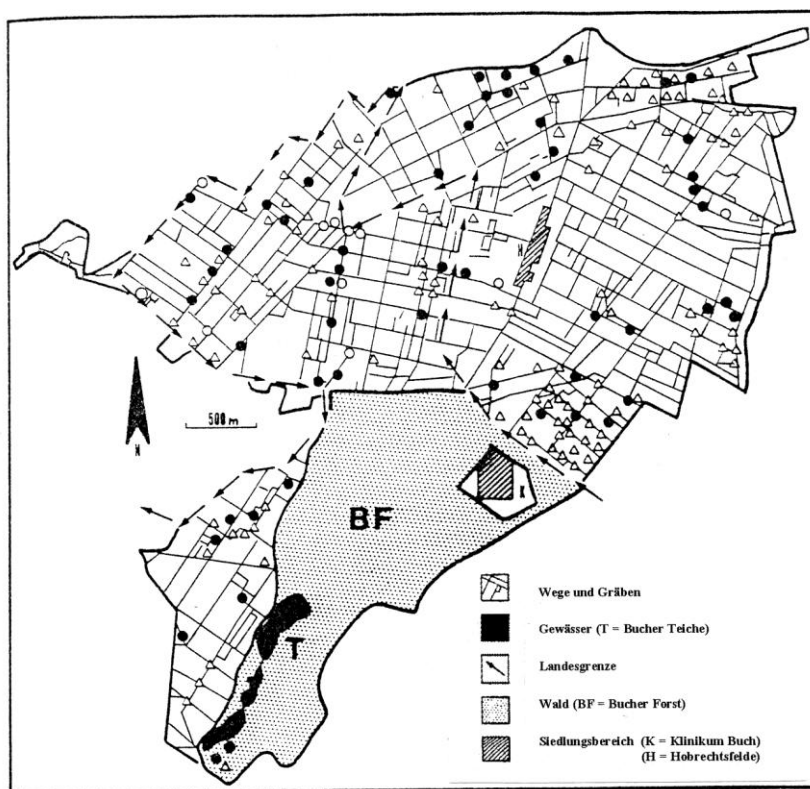 H
500 m
N
BF
K
T
Wege und Gräben
Gewässer (T = Bucher Teiche)
Landesgrenze
Wald (BF = Bucher Forst)
Siedlungsbereich (K = Klinikum Buch)
(H = Hobrechtsfelde)